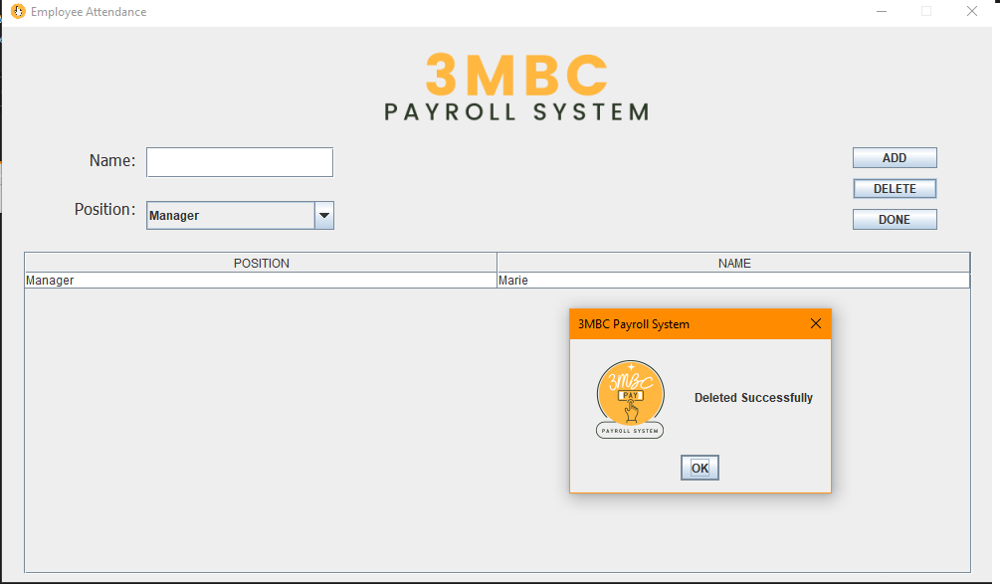 Employee Attendance
3MBC
PAYROLL SYSTEM
Name:
ADD
DELETE
Position:
Manager
DONE
POSITION NAME
Manager Marie
3MBC Payroll System
3MBC
PAY
PAYROLL SYSTEM
Deleted Successfully
OK